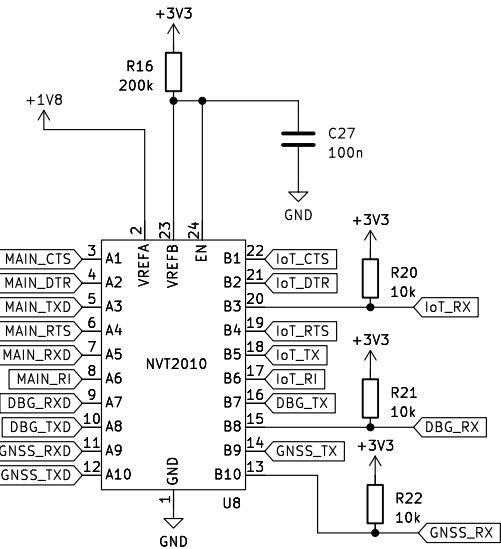 +3V3
R16
200k
+1V8
C27
100n
GND
2
23
24
VREFA
VREFB
EN
+3V3
MAIN_CTS 3 A1 B1 22 IoT_CTS
MAIN_DTR 4 A2 B2 21 IoT_DTR
R20
10k
MAIN_TXD 5 A3 B3 20 IoT_RX
MAIN_RTS 6 A4 B4 19 IoT_RTS
+3V3
MAIN_RXD 7 A5 B5 18 IoT_TX
NVT2010
MAIN_RI 8 A6 B6 17 IoT_RI
DBG_RXD 9 A7 B7 16 DBG_TX
R21
10k
DBG_TXD 10 A8 B8 15 DBG_RX
GNSS_RXD 11 A9 B9 14 GNSS_TX
+3V3
GNSS_TXD 12 A10 B10 13
GND
1
U8
R22
10k
GND
GNSS_RX